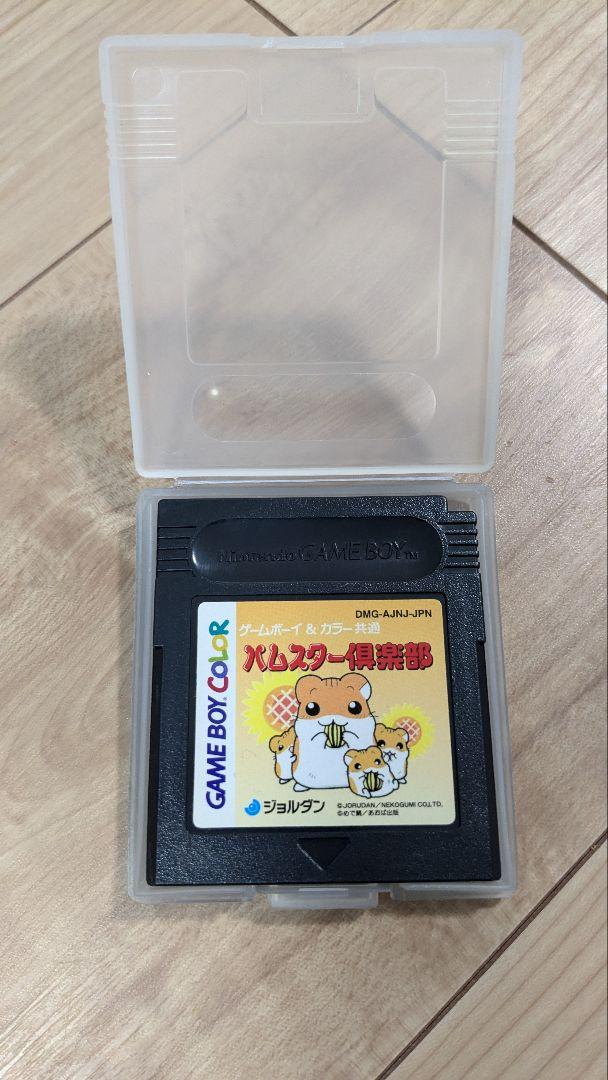 Nintendo GAME BOY TM
DMG-AJNJ-JPN
ゲームボーイ & カラー共通
ハムスター倶楽部
GAME BOY COLOR
ジョルダン
©JORUDAN/NEKOGUMI CO.,LTD.
©めで鯛/あおば出版